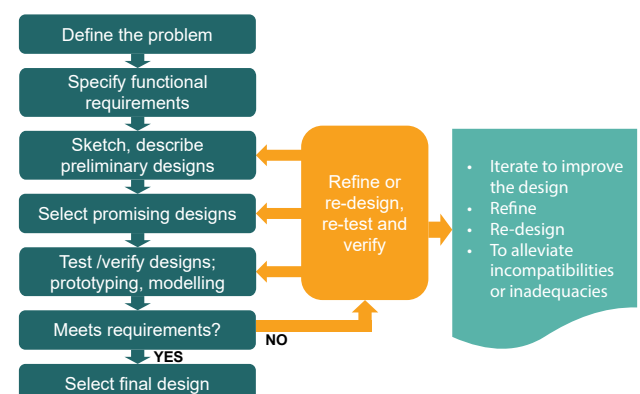 Define the problem
Specify functional
requirements
Sketch, describe
preliminary designs
Select promising designs
Test /verify designs;
prototyping, modelling
Meets requirements?
NO
YES
Select final design
Refine or
re-design,
re-test and
verify
• Iterate to improve
the design
• Refine
• Re-design
• To alleviate
incompatibilities
or inadequacies